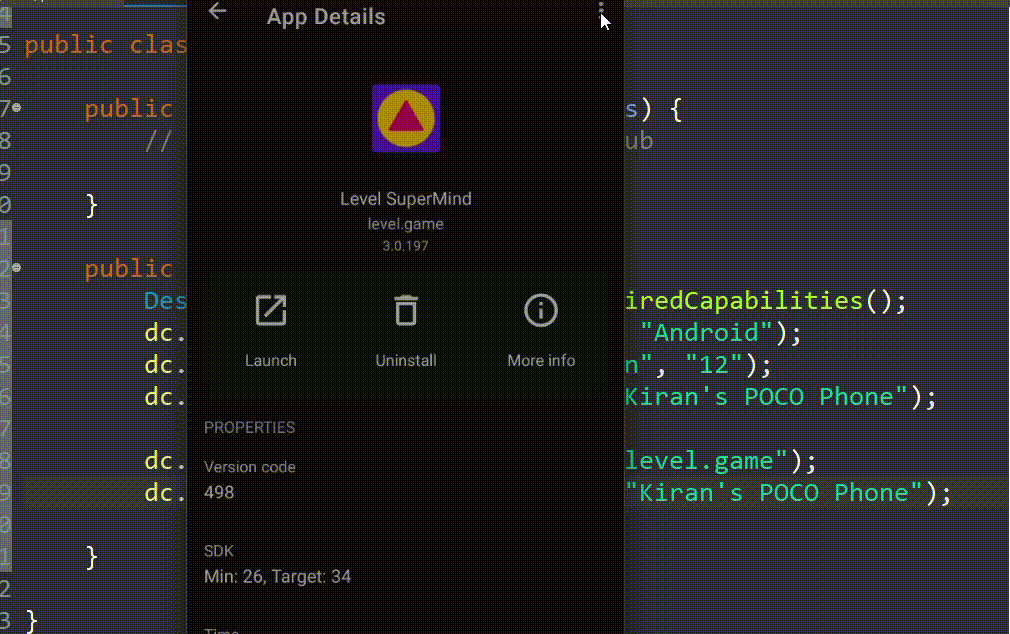 App Details
4
5 public clas
6
7 public s) {
8 // ub
9
0 }
1
2 public
3 Des iredCapabilities();
4 dc. "Android");
5 dc. n", "12");
6 dc. Kiran's POCO Phone");
7
8 dc. level.game");
9 dc. "Kiran's POCO Phone");
0
1 }
2
3 }
Level SuperMind
level.game
3.0.197
Launch
Uninstall
More info
PROPERTIES
Version code
498
SDK
Min: 26, Target: 34
Time